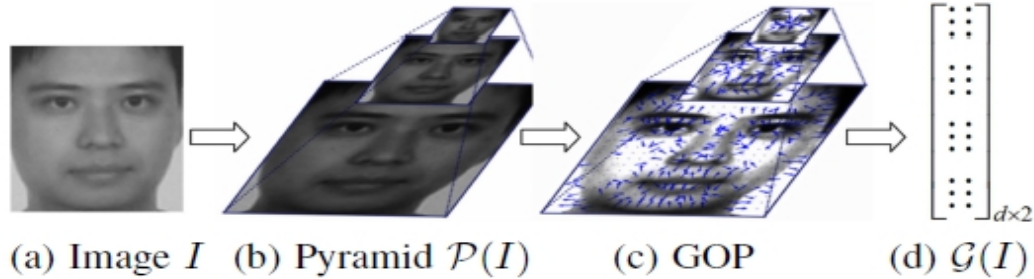 d×2
(a) Image I (b) Pyramid P(I) (c) GOP (d) G(I)